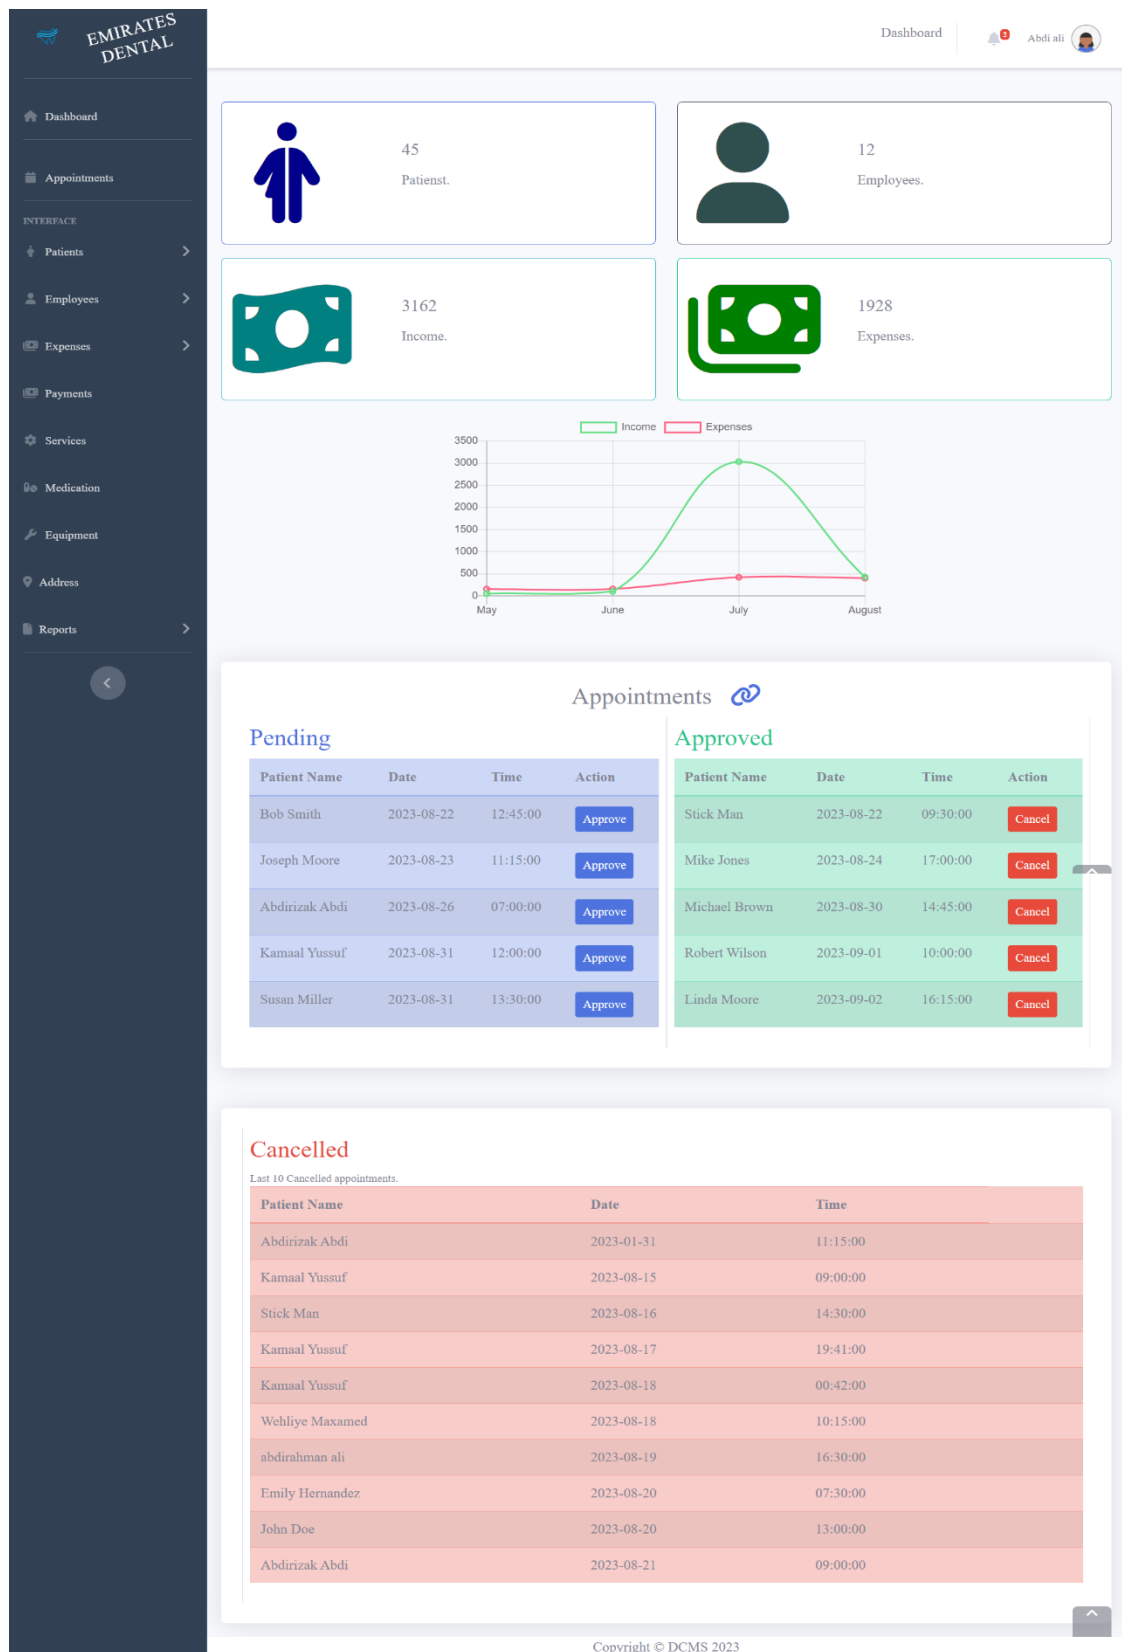 EMIRATES
DENTAL
Dashboard
3
Abdi ali
Dashboard
Appointments
INTERFACE
Patients
Employees
Expenses
Payments
Services
Medication
Equipment
Address
Reports
45
Patienst.
12
Employees.
3162
Income.
1928
Expenses.
Income Expenses
3500
3000
2500
2000
1500
1000
500
0
May June July August
Appointments
Pending
Patient Name Date Time Action
Bob Smith 2023-08-22 12:45:00 Approve
Joseph Moore 2023-08-23 11:15:00 Approve
Abdirizak Abdi 2023-08-26 07:00:00 Approve
Kamaal Yussuf 2023-08-31 12:00:00 Approve
Susan Miller 2023-08-31 13:30:00 Approve
Approved
Patient Name Date Time Action
Stick Man 2023-08-22 09:30:00 Cancel
Mike Jones 2023-08-24 17:00:00 Cancel
Michael Brown 2023-08-30 14:45:00 Cancel
Robert Wilson 2023-09-01 10:00:00 Cancel
Linda Moore 2023-09-02 16:15:00 Cancel
Cancelled
Last 10 Cancelled appointments.
Patient Name Date Time
Abdirizak Abdi 2023-01-31 11:15:00
Kamaal Yussuf 2023-08-15 09:00:00
Stick Man 2023-08-16 14:30:00
Kamaal Yussuf 2023-08-17 19:41:00
Kamaal Yussuf 2023-08-18 00:42:00
Wehliye Maxamed 2023-08-18 10:15:00
abdirahman ali 2023-08-19 16:30:00
Emily Hernandez 2023-08-20 07:30:00
John Doe 2023-08-20 13:00:00
Abdirizak Abdi 2023-08-21 09:00:00
Copyright © DCMS 2023